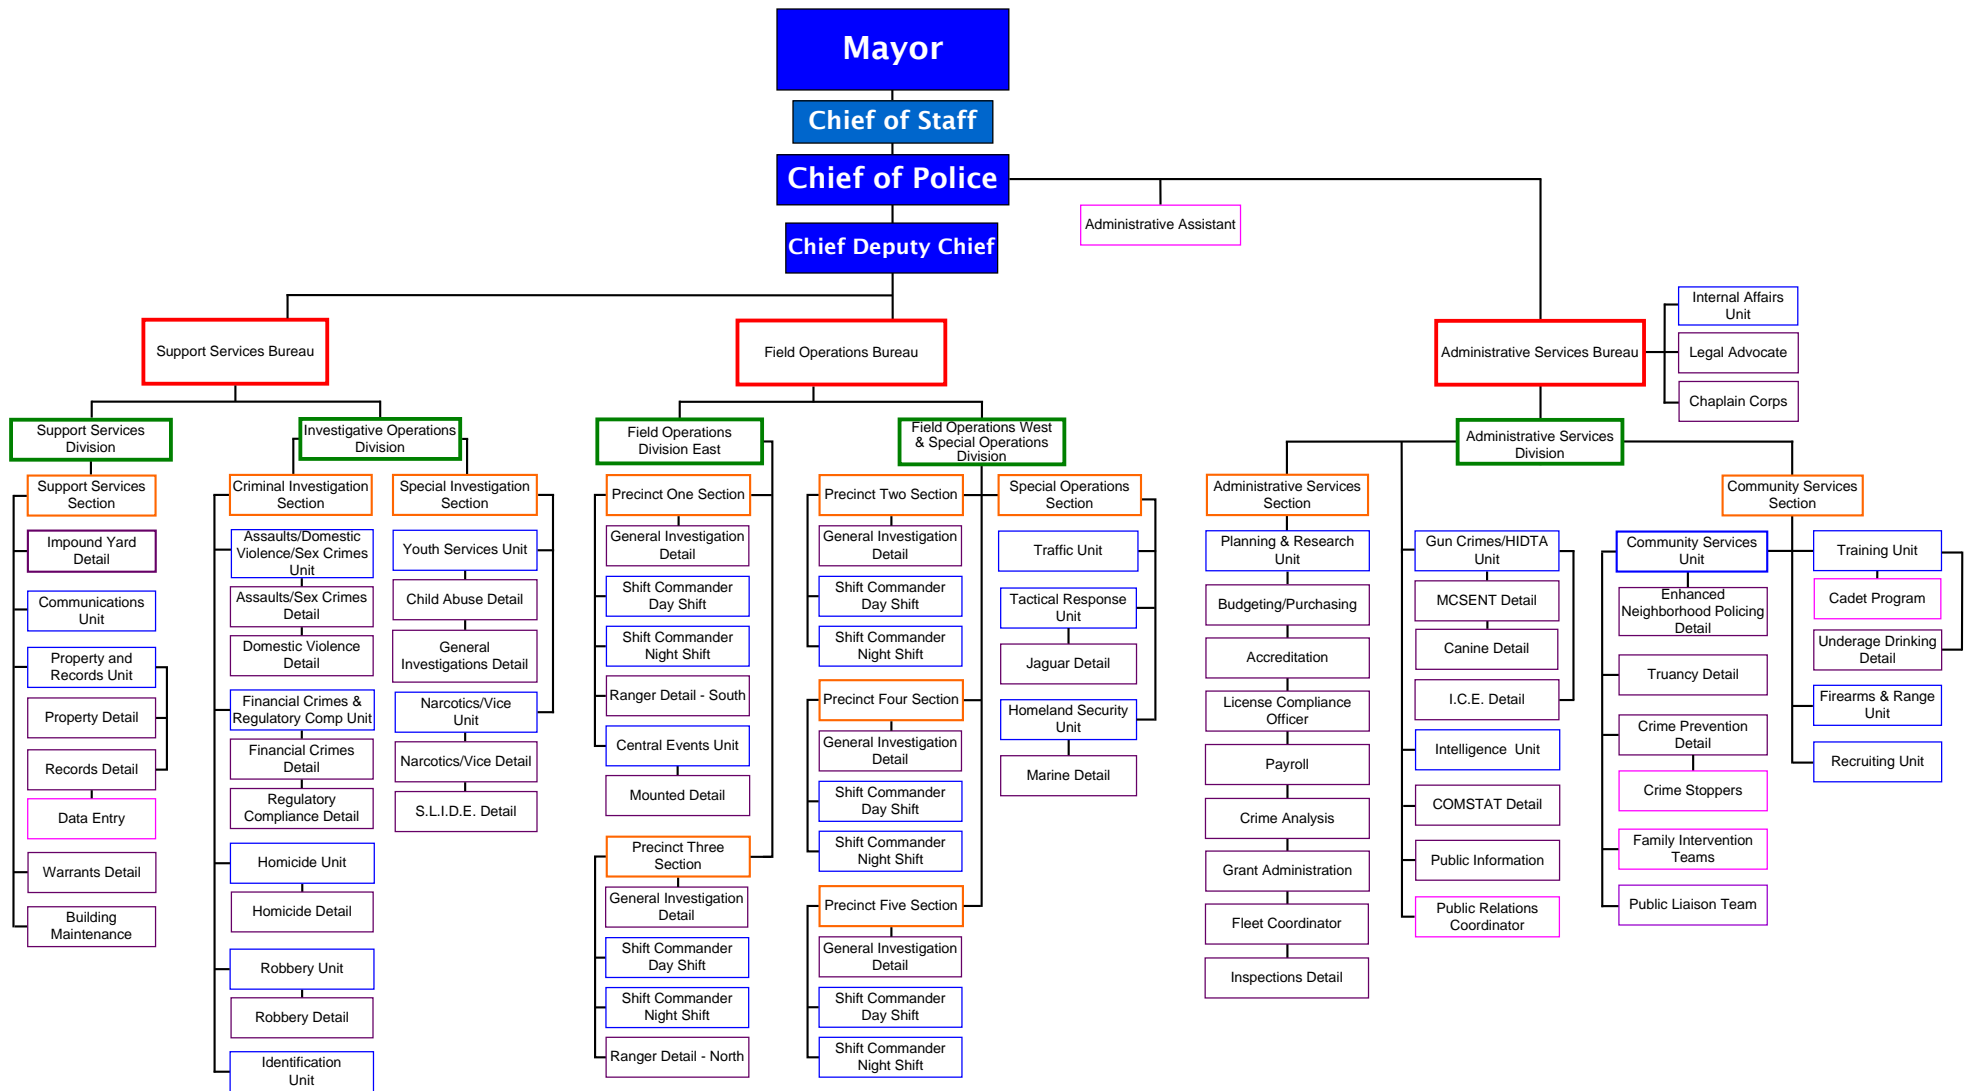 Mayor
Chief of Staff
Chief of Police
Administrative Assistant
Chief Deputy Chief
Support Services Bureau
Field Operations Bureau
Administrative Services Bureau
Internal Affairs
Unit
Legal Advocate
Chaplain Corps
Support Services
Division
Support Services
Section
Impound Yard
Detail
Communications
Unit
Property and
Records Unit
Property Detail
Records Detail
Data Entry
Warrants Detail
Building
Maintenance
Investigative Operations
Division
Criminal Investigation
Section
Assaults/Domestic
Violence/Sex Crimes
Unit
Assaults/Sex Crimes
Detail
Domestic Violence
Detail
Financial Crimes &
Regulatory Comp Unit
Financial Crimes
Detail
Regulatory
Compliance Detail
Homicide Unit
Homicide Detail
Robbery Unit
Robbery Detail
Identification
Unit
Special Investigation
Section
Youth Services Unit
Child Abuse Detail
General
Investigations Detail
Narcotics/Vice
Unit
Narcotics/Vice Detail
S.L.I.D.E. Detail
Field Operations
Division East
Precinct One Section
General Investigation
Detail
Shift Commander
Day Shift
Shift Commander
Night Shift
Ranger Detail - South
Central Events Unit
Mounted Detail
Precinct Three
Section
General Investigation
Detail
Shift Commander
Day Shift
Shift Commander
Night Shift
Ranger Detail - North
Field Operations West
& Special Operations
Division
Precinct Two Section
General Investigation
Detail
Shift Commander
Day Shift
Shift Commander
Night Shift
Precinct Four Section
General Investigation
Detail
Shift Commander
Day Shift
Shift Commander
Night Shift
Precinct Five Section
General Investigation
Detail
Shift Commander
Day Shift
Shift Commander
Night Shift
Special Operations
Section
Traffic Unit
Tactical Response
Unit
Jaguar Detail
Homeland Security
Unit
Marine Detail
Administrative Services
Division
Administrative Services
Section
Planning & Research
Unit
Budgeting/Purchasing
Accreditation
License Compliance
Officer
Payroll
Crime Analysis
Grant Administration
Fleet Coordinator
Inspections Detail
Gun Crimes/HIDTA
Unit
MCSENT Detail
Canine Detail
I.C.E. Detail
Intelligence Unit
COMSTAT Detail
Public Information
Public Relations
Coordinator
Community Services
Section
Community Services
Unit
Enhanced
Neighborhood Policing
Detail
Truancy Detail
Crime Prevention
Detail
Crime Stoppers
Family Intervention
Teams
Public Liaison Team
Training Unit
Cadet Program
Underage Drinking
Detail
Firearms & Range
Unit
Recruiting Unit